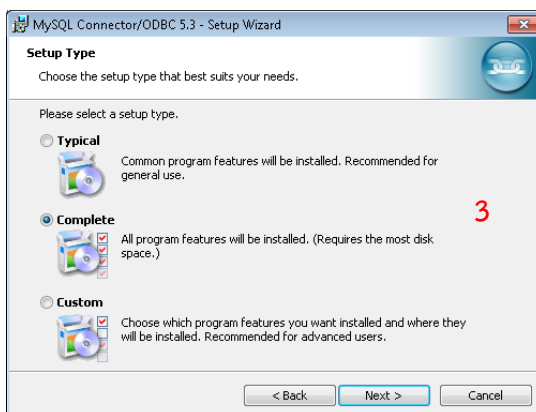 MySQL Connector/ODBC 5.3 - Setup Wizard
Setup Type
Choose the setup type that best suits your needs.
Please select a setup type.
Typical
Common program features will be installed. Recommended for
general use.
Complete
All program features will be installed. (Requires the most disk
space.)
3
Custom
Choose which program features you want installed and where they
will be installed. Recommended for advanced users.
< Back Next > Cancel